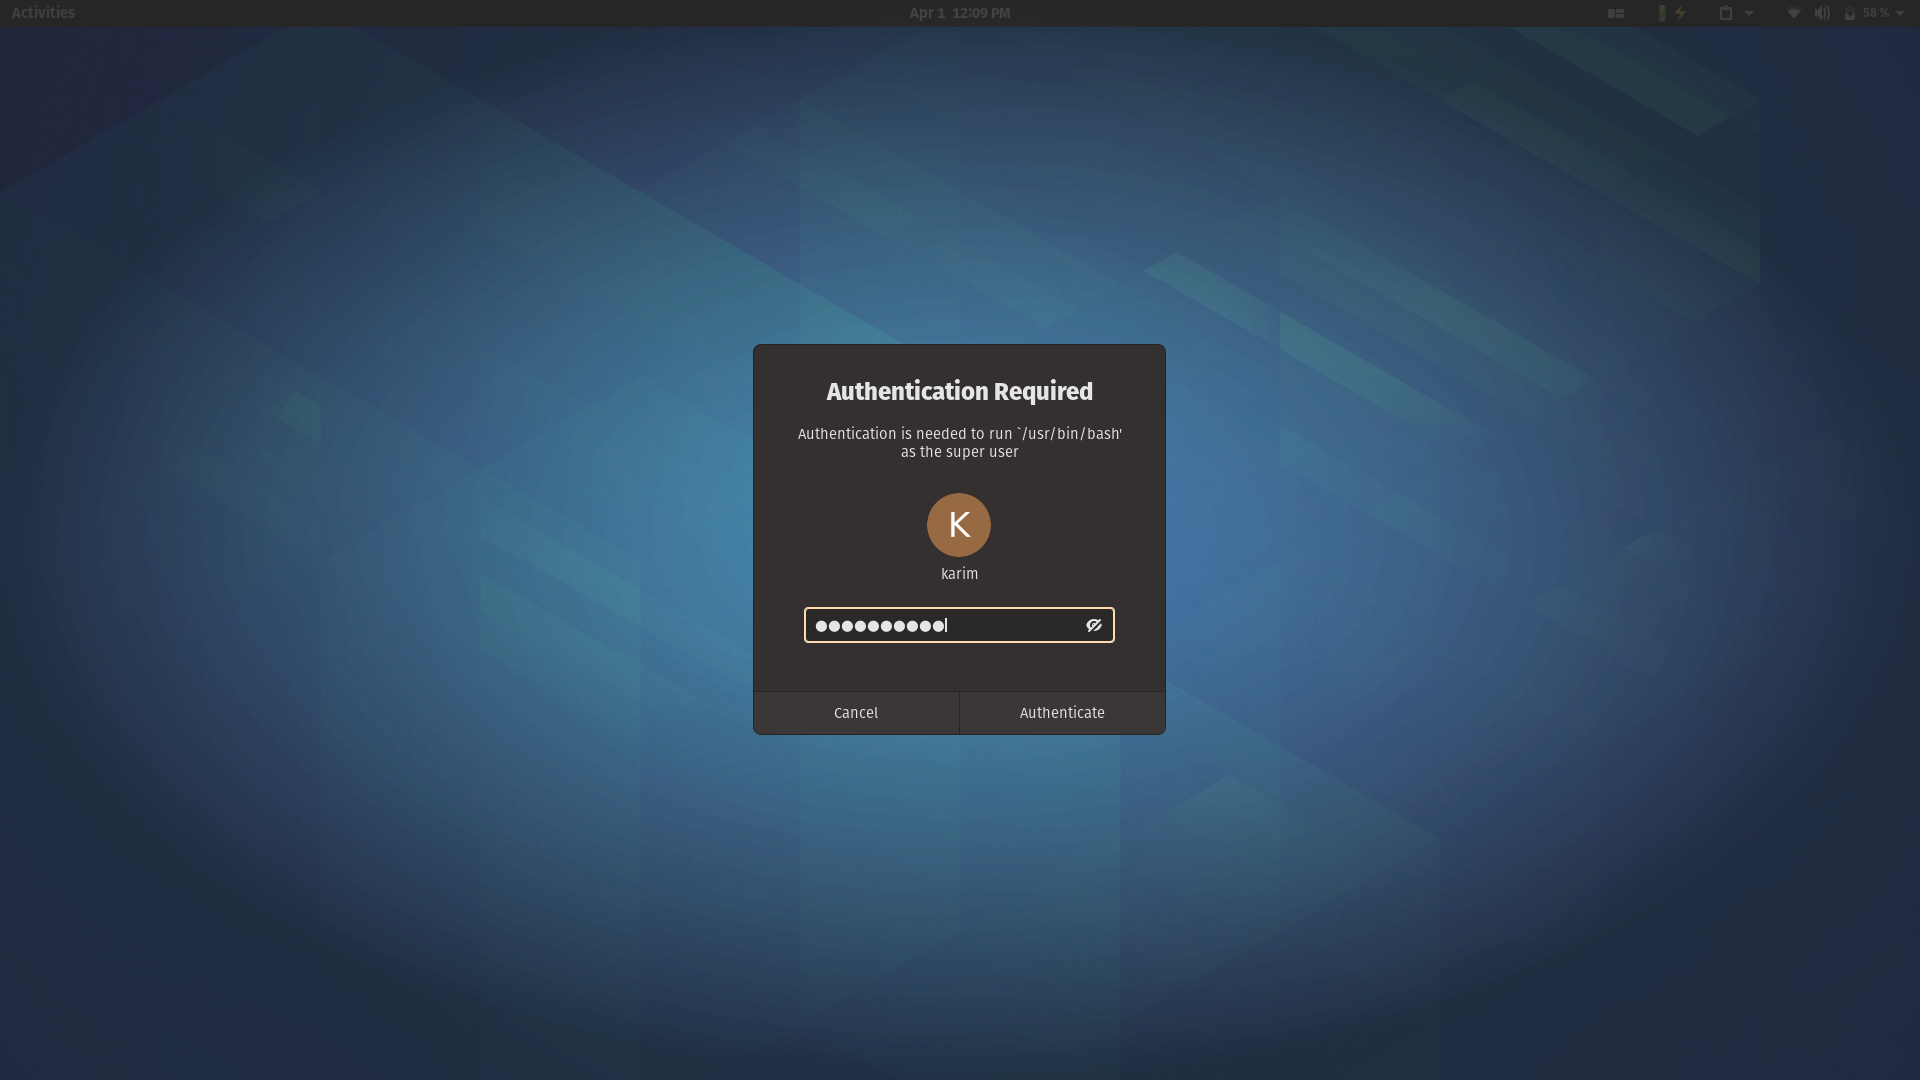 Activities
Apr 1 12:09 PM
58 %
Authentication Required
Authentication is needed to run `/usr/bin/bash'
as the super user
K
karim
Cancel
Authenticate